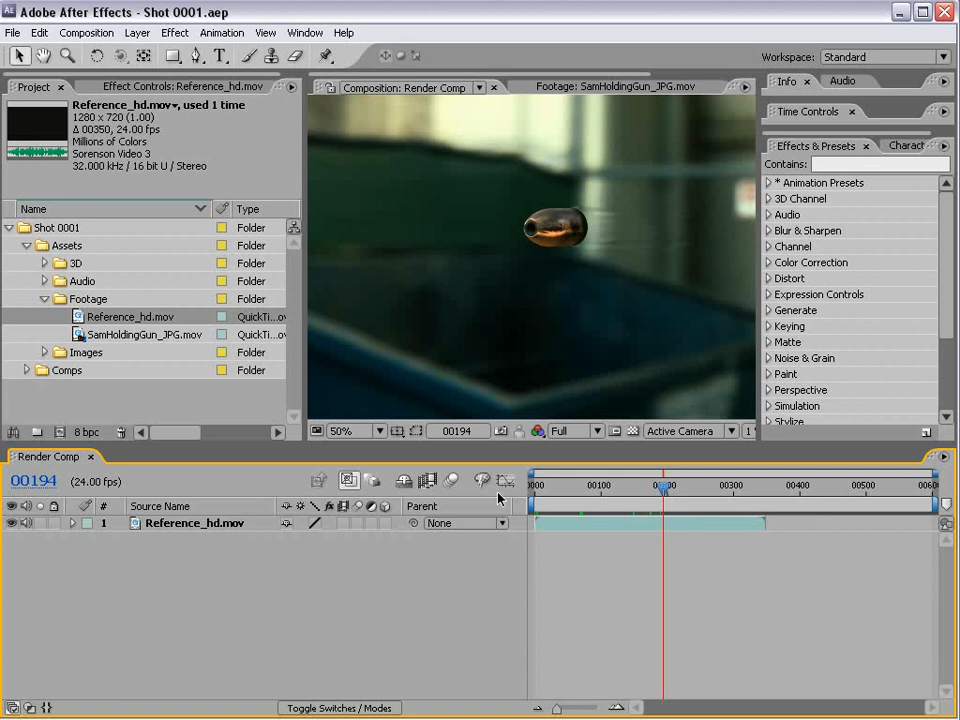 Adobe After Effects - Shot 0001.aep
File Edit Composition Layer Effect Animation View Window Help
Workspace: Standard
Project Effect Controls: Reference_hd.mov
Reference_hd.mov, used 1 time
1280 x 720 (1.00)
Δ 00350, 24.00 fps
Millions of Colors
Sorenson Video 3
32.000 kHz / 16 bit U / Stereo
Name Type
Shot 0001 Folder
Assets Folder
3D Folder
Audio Folder
Footage Folder
Reference_hd.mov QuickTi...ov
SamHoldingGun_JPG.mov QuickTi...ov
Images Folder
Comps Folder
8 bpc
Composition: Render Comp Footage: SamHoldingGun_JPG.mov
50% 00194 Full Active Camera 1
Info Audio
Time Controls
Effects & Presets Charact
Contains:
* Animation Presets
3D Channel
Audio
Blur & Sharpen
Channel
Color Correction
Distort
Expression Controls
Generate
Keying
Matte
Noise & Grain
Paint
Perspective
Simulation
Stylize
Render Comp
00194 (24.00 fps)
0000 00100 00200 00300 00400 00500 0060
# Source Name Parent
1 Reference_hd.mov None
Toggle Switches / Modes